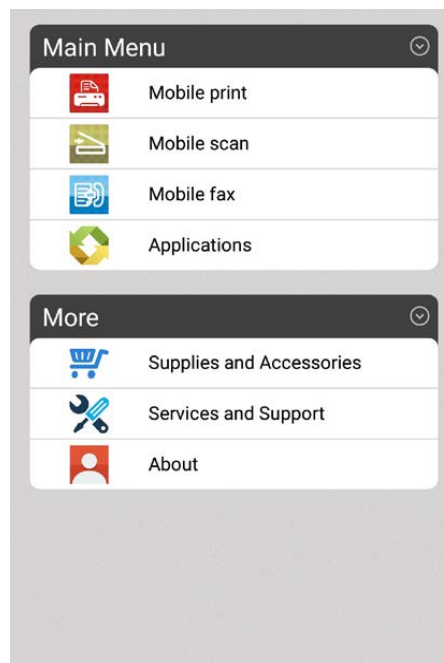 Main Menu
Mobile print
Mobile scan
Mobile fax
Applications
More
Supplies and Accessories
Services and Support
About